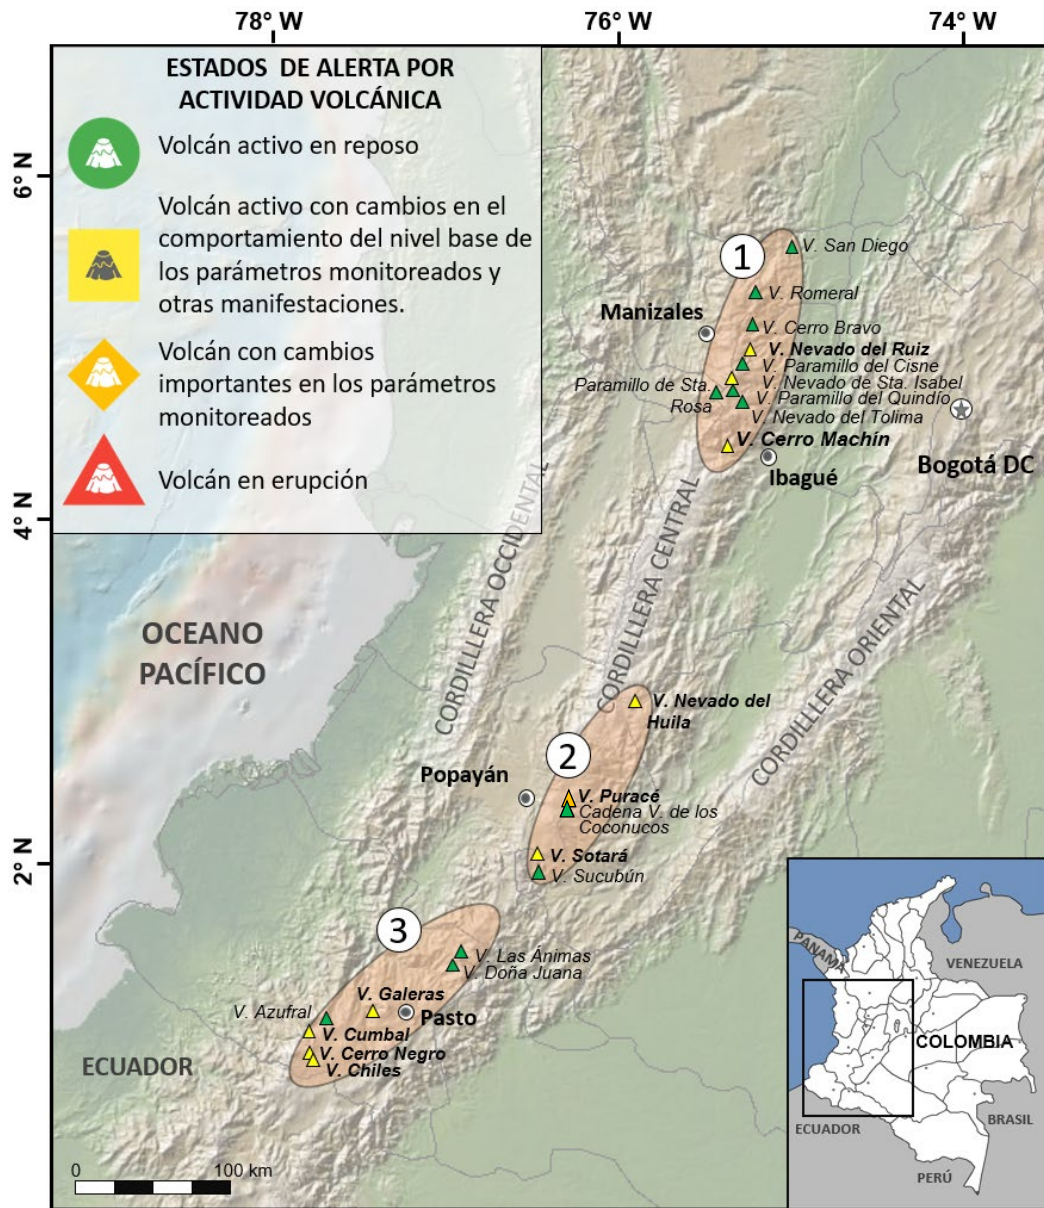 78° W
76° W
74° W
6° N
4° N
2° N
ESTADOS DE ALERTA POR
ACTIVIDAD VOLCÁNICA
Volcán activo en reposo
Volcán activo con cambios en el
comportamiento del nivel base de
los parámetros monitoreados y
otras manifestaciones.
Volcán con cambios
importantes en los parámetros
monitoreados
Volcán en erupción
1
V. San Diego
V. Romeral
Manizales
V. Cerro Bravo
V. Nevado del Ruiz
V. Paramillo del Cisne
V. Nevado de Sta. Isabel
Paramillo de Sta.
Rosa
V. Paramillo del Quindío
V. Nevado del Tolima
V. Cerro Machín
Ibagué
Bogotá DC
CORDILLLERA OCCIDENTAL
CORDILLLERA CENTRAL
CORDILLLERA ORIENTAL
OCEANO
PACÍFICO
2
V. Nevado del
Huila
Popayán
V. Puracé
Cadena V. de los
Coconucos
V. Sotará
V. Sucubún
3
V. Las Ánimas
V. Doña Juana
V. Galeras
V. Azufral
Pasto
V. Cumbal
V. Cerro Negro
V. Chiles
ECUADOR
0
100 km
PANAMÁ
VENEZUELA
COLOMBIA
ECUADOR
BRASIL
PERÚ